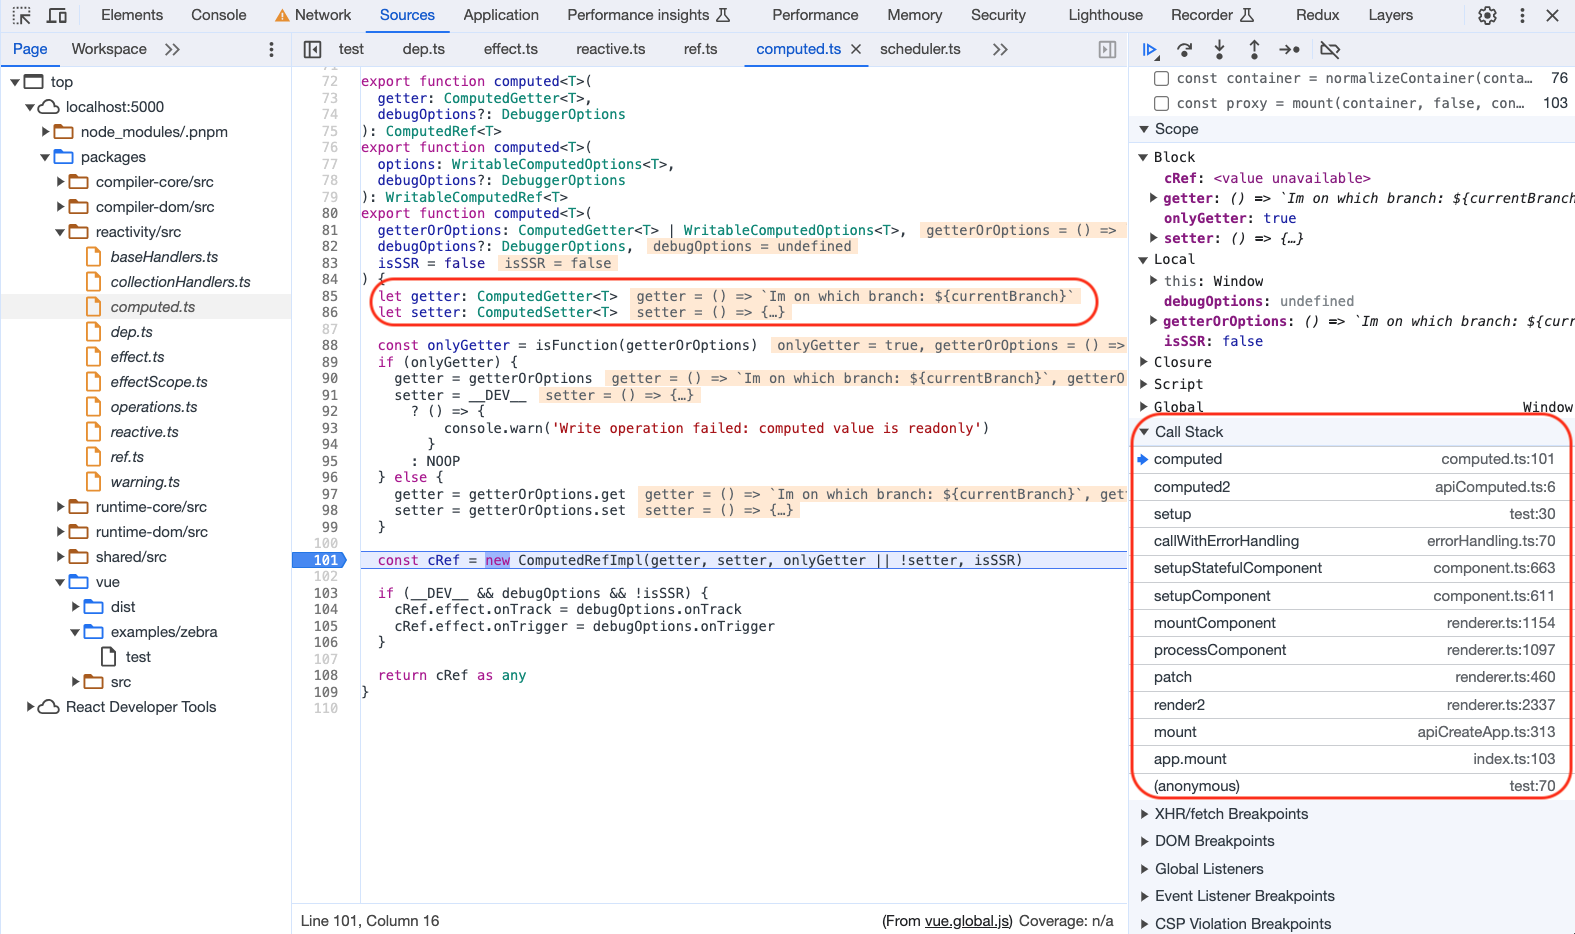 Elements Console Network Sources Application Performance insights Performance Memory Security Lighthouse Recorder Redux Layers
Page Workspace
top
localhost:5000
node_modules/.pnpm
packages
compiler-core/src
compiler-dom/src
reactivity/src
baseHandlers.ts
collectionHandlers.ts
computed.ts
dep.ts
effect.ts
effectScope.ts
operations.ts
reactive.ts
ref.ts
warning.ts
runtime-core/src
runtime-dom/src
shared/src
vue
dist
examples/zebra
test
src
React Developer Tools
test dep.ts effect.ts reactive.ts ref.ts computed.ts scheduler.ts
71
72 export function computed<T>(
73 getter: ComputedGetter<T>,
74 debugOptions?: DebuggerOptions
75 ): ComputedRef<T>
76 export function computed<T>(
77 options: WritableComputedOptions<T>,
78 debugOptions?: DebuggerOptions
79 ): WritableComputedRef<T>
80 export function computed<T>(
81 getterOrOptions: ComputedGetter<T> | WritableComputedOptions<T>, getterOrOptions = () =>
82 debugOptions?: DebuggerOptions, debugOptions = undefined
83 isSSR = false isSSR = false
84 ) {
85 let getter: ComputedGetter<T> getter = () => `Im on which branch: ${currentBranch}`
86 let setter: ComputedSetter<T> setter = () => {…}
87
88 const onlyGetter = isFunction(getterOrOptions) onlyGetter = true, getterOrOptions = () =>
89 if (onlyGetter) {
90 getter = getterOrOptions getter = () => `Im on which branch: ${currentBranch}`, getterO
91 setter = __DEV__ setter = () => {…}
92 ? () => {
93 console.warn('Write operation failed: computed value is readonly')
94 }
95 : NOOP
96 } else {
97 getter = getterOrOptions.get getter = () => `Im on which branch: ${currentBranch}`, get
98 setter = getterOrOptions.set setter = () => {…}
99 }
100
101 const cRef = new ComputedRefImpl(getter, setter, onlyGetter || !setter, isSSR)
102
103 if (__DEV__ && debugOptions && !isSSR) {
104 cRef.effect.onTrack = debugOptions.onTrack
105 cRef.effect.onTrigger = debugOptions.onTrigger
106 }
107
108 return cRef as any
109 }
110
Line 101, Column 16 (From vue.global.js) Coverage: n/a
const container = normalizeContainer(conta… 76
const proxy = mount(container, false, con… 103
Scope
Block
cRef: <value unavailable>
getter: () => `Im on which branch: ${currentBranch
onlyGetter: true
setter: () => {…}
Local
this: Window
debugOptions: undefined
getterOrOptions: () => `Im on which branch: ${curr
isSSR: false
Closure
Script
Global Window
Call Stack
computed computed.ts:101
computed2 apiComputed.ts:6
setup test:30
callWithErrorHandling errorHandling.ts:70
setupStatefulComponent component.ts:663
setupComponent component.ts:611
mountComponent renderer.ts:1154
processComponent renderer.ts:1097
patch renderer.ts:460
render2 renderer.ts:2337
mount apiCreateApp.ts:313
app.mount index.ts:103
(anonymous) test:70
XHR/fetch Breakpoints
DOM Breakpoints
Global Listeners
Event Listener Breakpoints
CSP Violation Breakpoints